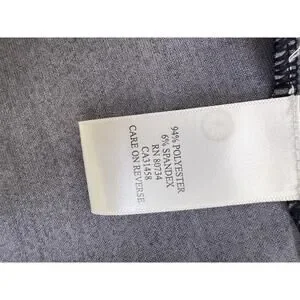 94% POLYESTER
6% SPANDEX
RN 80734
CA31458
CARE ON REVERSE